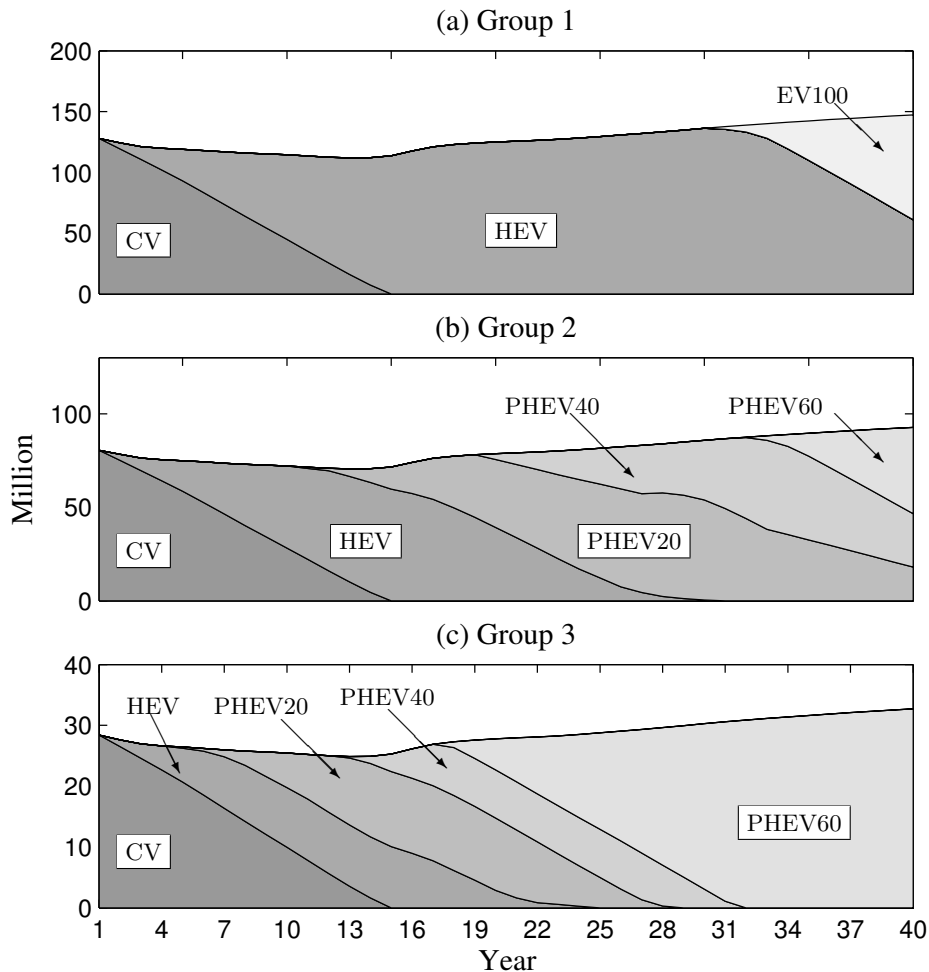 (a) Group 1
200
150
100
50
0
EV100
HEV
CV
(b) Group 2
100
50
0
PHEV40
PHEV60
CV
HEV
PHEV20
Million
(c) Group 3
40
30
20
10
0
HEV
PHEV20
PHEV40
PHEV60
CV
1 4 7 10 13 16 19 22 25 28 31 34 37 40
Year